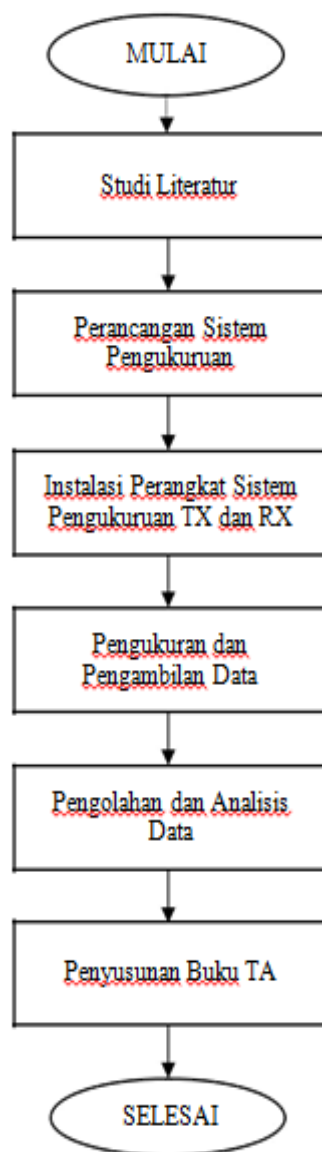 MULAI
Studi Literatur
Perancangan Sistem
Pengukuruan
Instalasi Perangkat Sistem
Pengukuruan TX dan RX
Pengukuran dan
Pengambilan Data
Pengolahan dan Analisis
Data
Penyusunan Buku TA
SELESAI